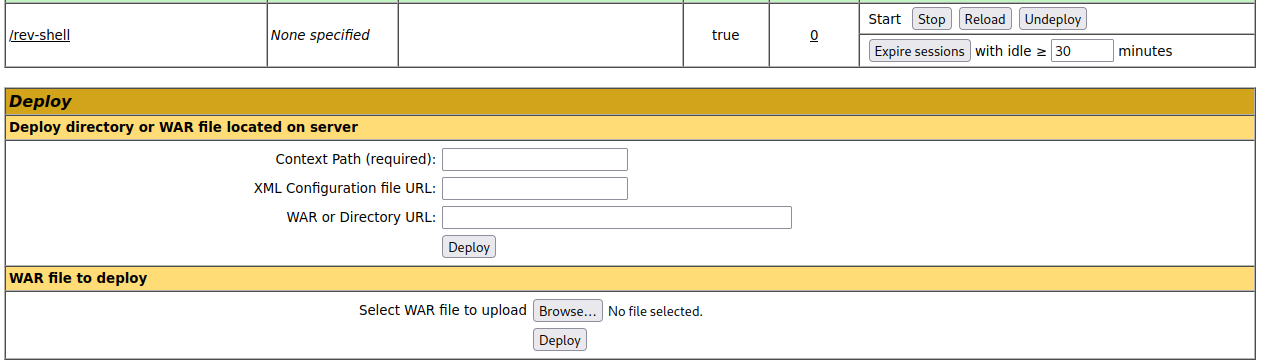 Start Stop Reload Undeploy
/rev-shell None specified true 0
Expire sessions with idle ≥ 30 minutes
Deploy
Deploy directory or WAR file located on server
Context Path (required):
XML Configuration file URL:
WAR or Directory URL:
Deploy
WAR file to deploy
Select WAR file to upload Browse... No file selected.
Deploy